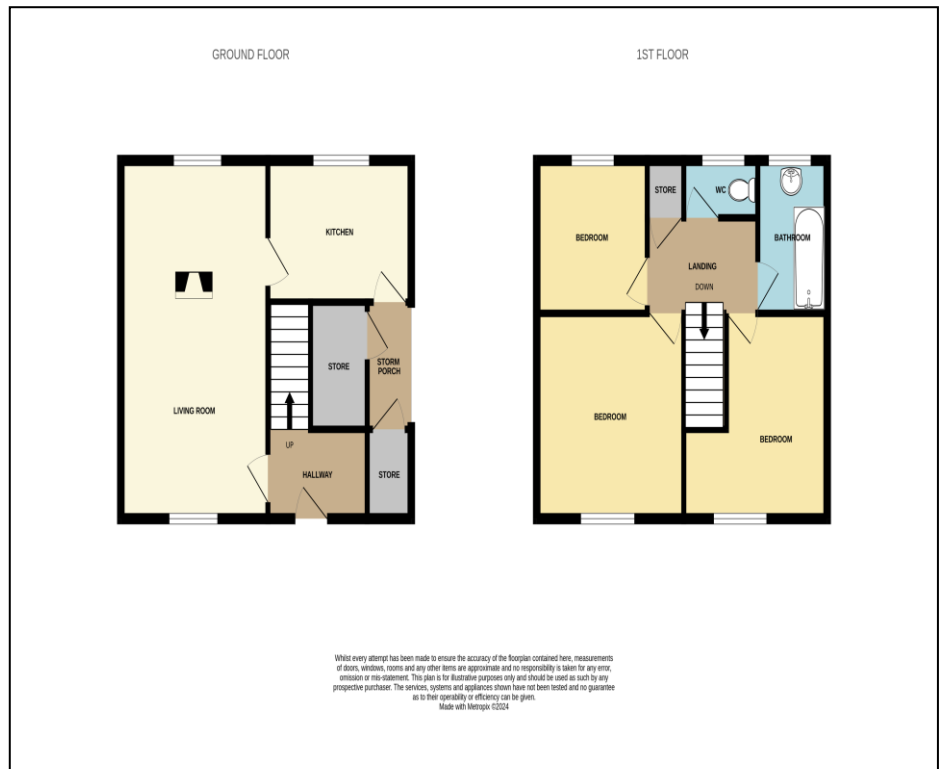 GROUND FLOOR
1ST FLOOR
KITCHEN
STORE
STORM
PORCH
LIVING ROOM
UP
HALLWAY
STORE
STORE
WC
BEDROOM
BATHROOM
LANDING
DOWN
BEDROOM
BEDROOM
Whilst every attempt has been made to ensure the accuracy of the floorplan contained here, measurements
of doors, windows, rooms and any other items are approximate and no responsibility is taken for any error,
omission or mis-statement. This plan is for illustrative purposes only and should be used as such by any
prospective purchaser. The services, systems and appliances shown have not been tested and no guarantee
as to their operability or efficiency can be given.
Made with Metropix ©2024